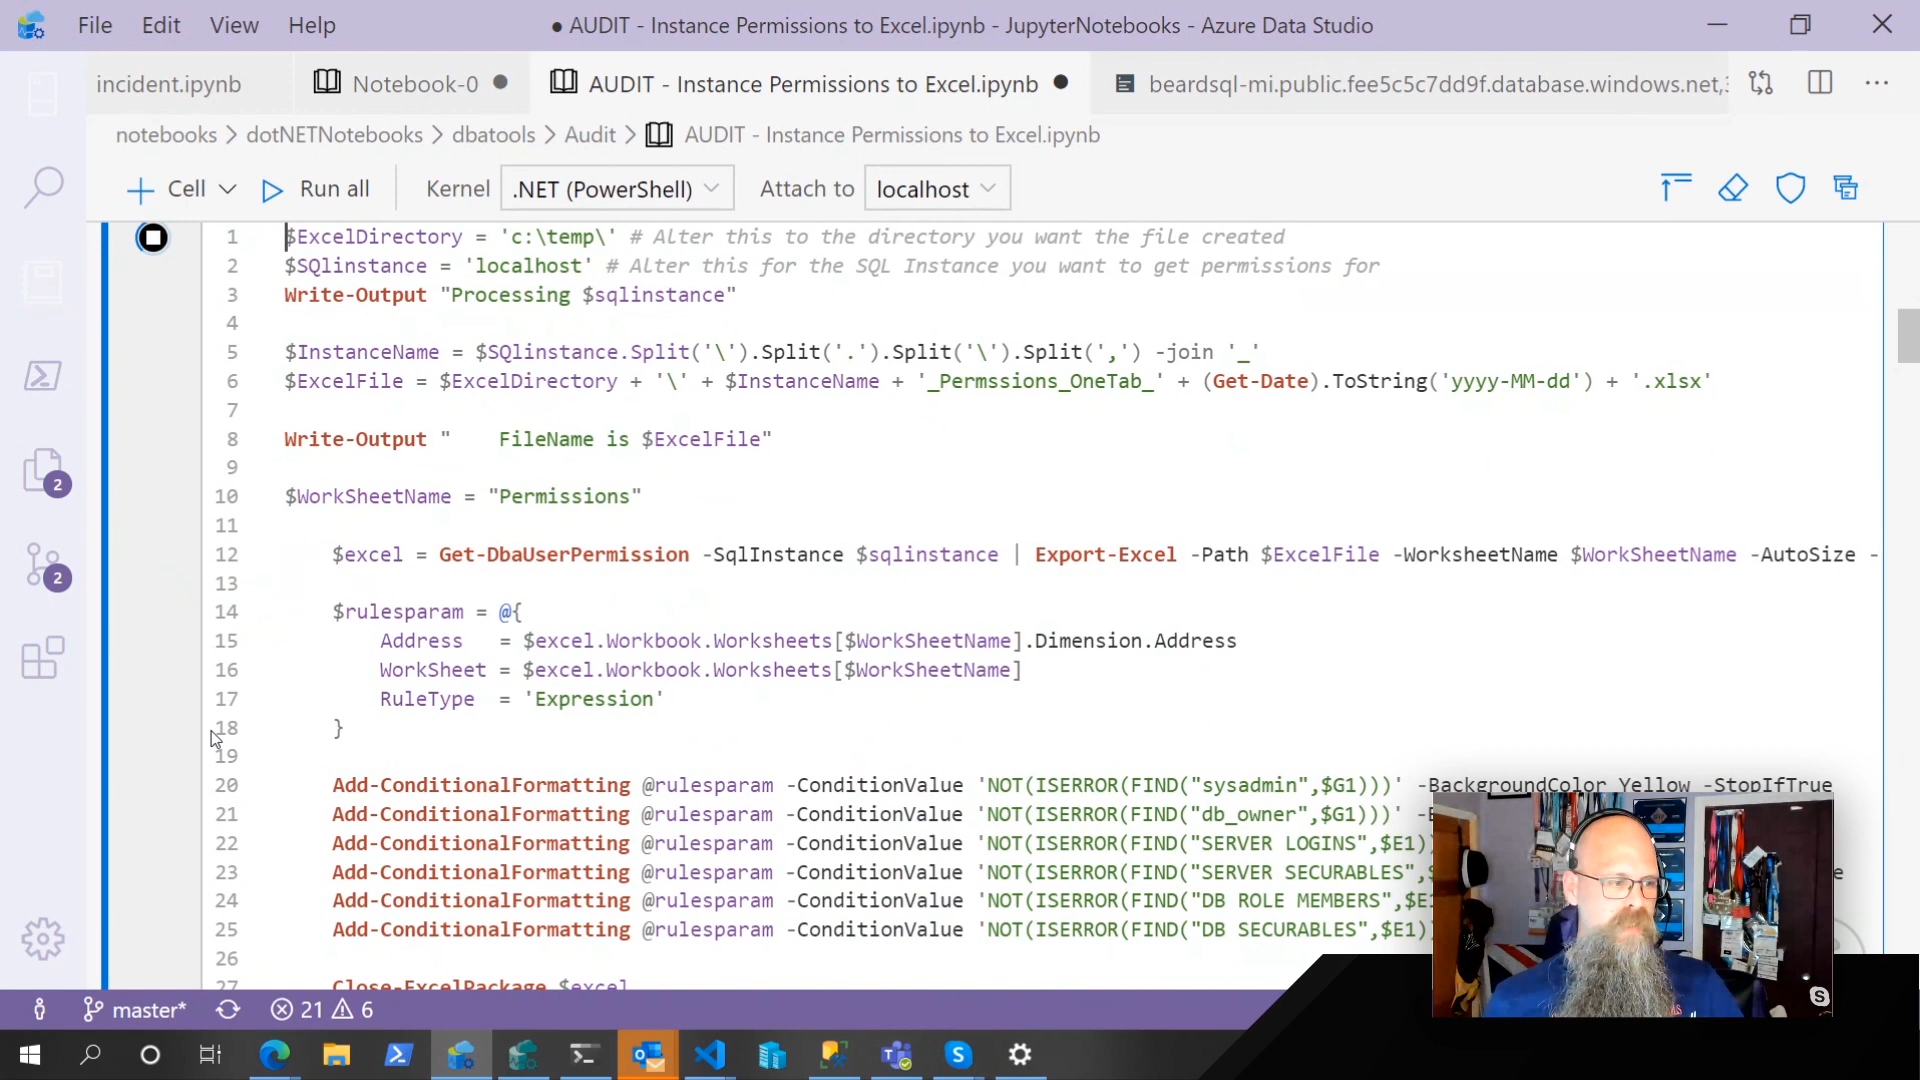 File Edit View Help
● AUDIT - Instance Permissions to Excel.ipynb - JupyterNotebooks - Azure Data Studio
incident.ipynb
Notebook-0 ●
AUDIT - Instance Permissions to Excel.ipynb ●
beardsql-mi.public.fee5c5c7dd9f.database.windows.net,3
notebooks > dotNETNotebooks > dbatools > Audit > AUDIT - Instance Permissions to Excel.ipynb
Cell Run all Kernel .NET (PowerShell) Attach to localhost
1 $ExcelDirectory = 'c:\temp\' # Alter this to the directory you want the file created
2 $SQlinstance = 'localhost' # Alter this for the SQL Instance you want to get permissions for
3 Write-Output "Processing $sqlinstance"
4
5 $InstanceName = $SQlinstance.Split('\').Split('.').Split('\').Split(',') -join '_'
6 $ExcelFile = $ExcelDirectory + '\' + $InstanceName + '_Permssions_OneTab_' + (Get-Date).ToString('yyyy-MM-dd') + '.xlsx'
7
8 Write-Output "    FileName is $ExcelFile"
9
10 $WorkSheetName = "Permissions"
11
12 $excel = Get-DbaUserPermission -SqlInstance $sqlinstance | Export-Excel -Path $ExcelFile -WorksheetName $WorkSheetName -AutoSize -
13
14 $rulesparam = @{
15 Address   = $excel.Workbook.Worksheets[$WorkSheetName].Dimension.Address
16 WorkSheet = $excel.Workbook.Worksheets[$WorkSheetName]
17 RuleType  = 'Expression'
18 }
19
20 Add-ConditionalFormatting @rulesparam -ConditionValue 'NOT(ISERROR(FIND("sysadmin",$G1)))' -BackgroundColor Yellow -StopIfTrue
21 Add-ConditionalFormatting @rulesparam -ConditionValue 'NOT(ISERROR(FIND("db_owner",$G1)))'
22 Add-ConditionalFormatting @rulesparam -ConditionValue 'NOT(ISERROR(FIND("SERVER LOGINS",$E1)
23 Add-ConditionalFormatting @rulesparam -ConditionValue 'NOT(ISERROR(FIND("SERVER SECURABLES",
24 Add-ConditionalFormatting @rulesparam -ConditionValue 'NOT(ISERROR(FIND("DB ROLE MEMBERS",$E1
25 Add-ConditionalFormatting @rulesparam -ConditionValue 'NOT(ISERROR(FIND("DB SECURABLES",$E1)
26
27 Close-ExcelPackage $excel
2
2
master* 21 6